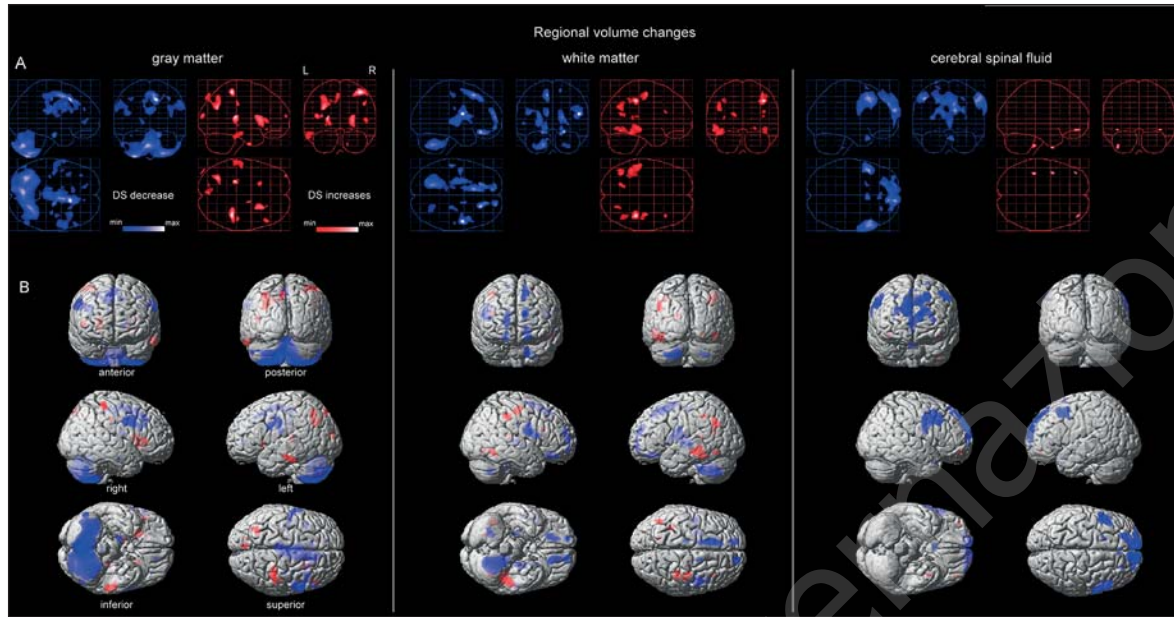 Regional volume changes
A
gray matter
white matter
cerebral spinal fluid
L
R
DS decrease
min
max
DS increases
min
max
B
anterior
posterior
right
left
inferior
superior